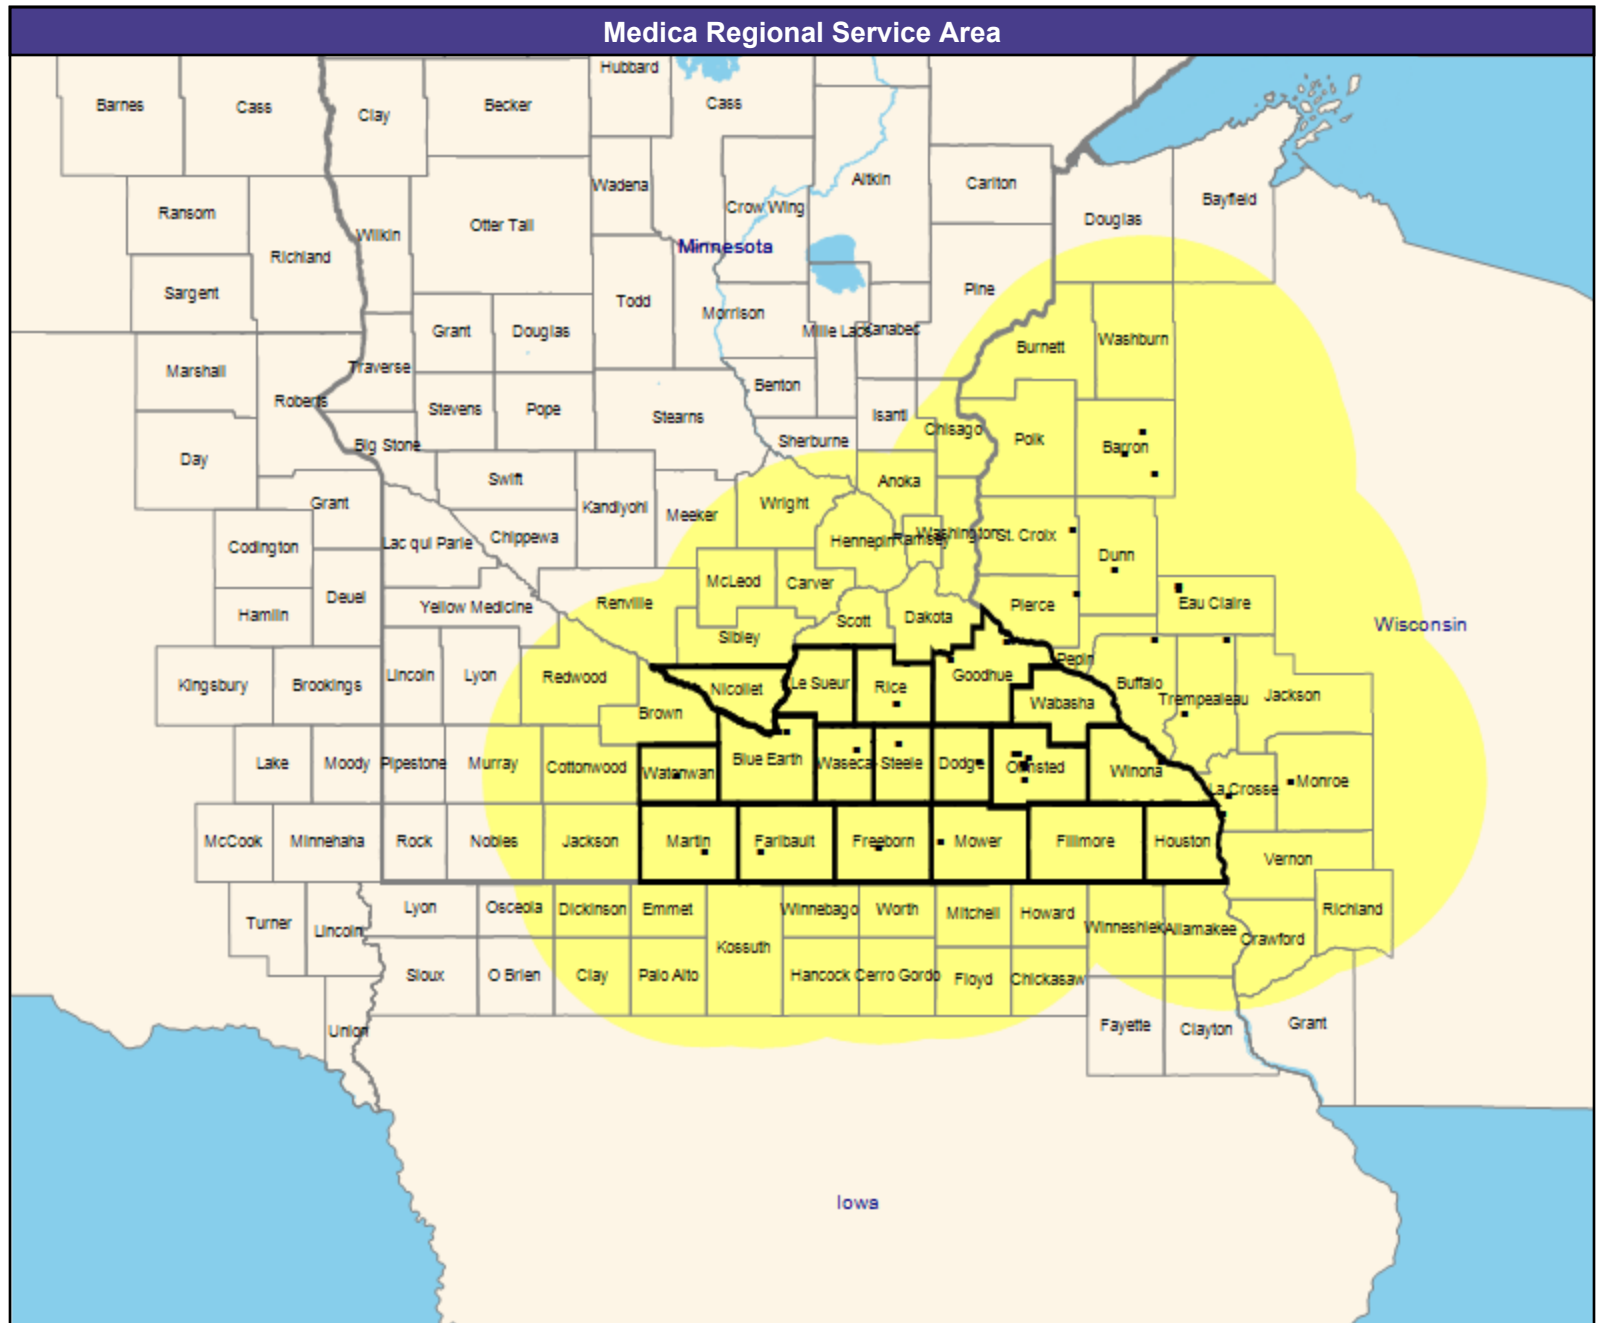 Medica Regional Service Area
Hubbard
Barnes
Cass
Clay
Becker
Cass
Wadena
Aitkin
Carlton
Ransom
Crow Wing
Douglas
Bayfield
Otter Tail
Wilkin
Minnesota
Richland
Sargent
Todd
Pine
Morrison
Grant
Douglas
Mille Lacs
Kanabec
Burnett
Washburn
Marshall
Traverse
Benton
Roberts
Stevens
Pope
Stearns
Isanti
Chisago
Polk
Barron
Big Stone
Sherburne
Day
Swift
Anoka
Grant
Kandiyohi
Meeker
Wright
Codington
Lac qui Parle
Chippewa
Hennepin
Ramsey
Washington
St. Croix
Dunn
Deuel
McLeod
Carver
Hamlin
Yellow Medicine
Renville
Scott
Dakota
Pierce
Eau Claire
Wisconsin
Sibley
Pepin
Kingsbury
Brookings
Lincoln
Lyon
Redwood
Nicollet
Le Sueur
Rice
Goodhue
Buffalo
Trempealeau
Jackson
Brown
Wabasha
Lake
Moody
Pipestone
Murray
Cottonwood
Watonwan
Blue Earth
Waseca
Steele
Dodge
Olmsted
Winona
La Crosse
Monroe
McCook
Minnehaha
Rock
Nobles
Jackson
Martin
Faribault
Freeborn
Mower
Fillmore
Houston
Vernon
Turner
Lincoln
Lyon
Osceola
Dickinson
Emmet
Kossuth
Winnebago
Worth
Mitchell
Howard
Winneshiek
Allamakee
Crawford
Richland
Sioux
O Brien
Clay
Palo Alto
Hancock
Cerro Gordo
Floyd
Chickasaw
Union
Fayette
Clayton
Grant
Iowa